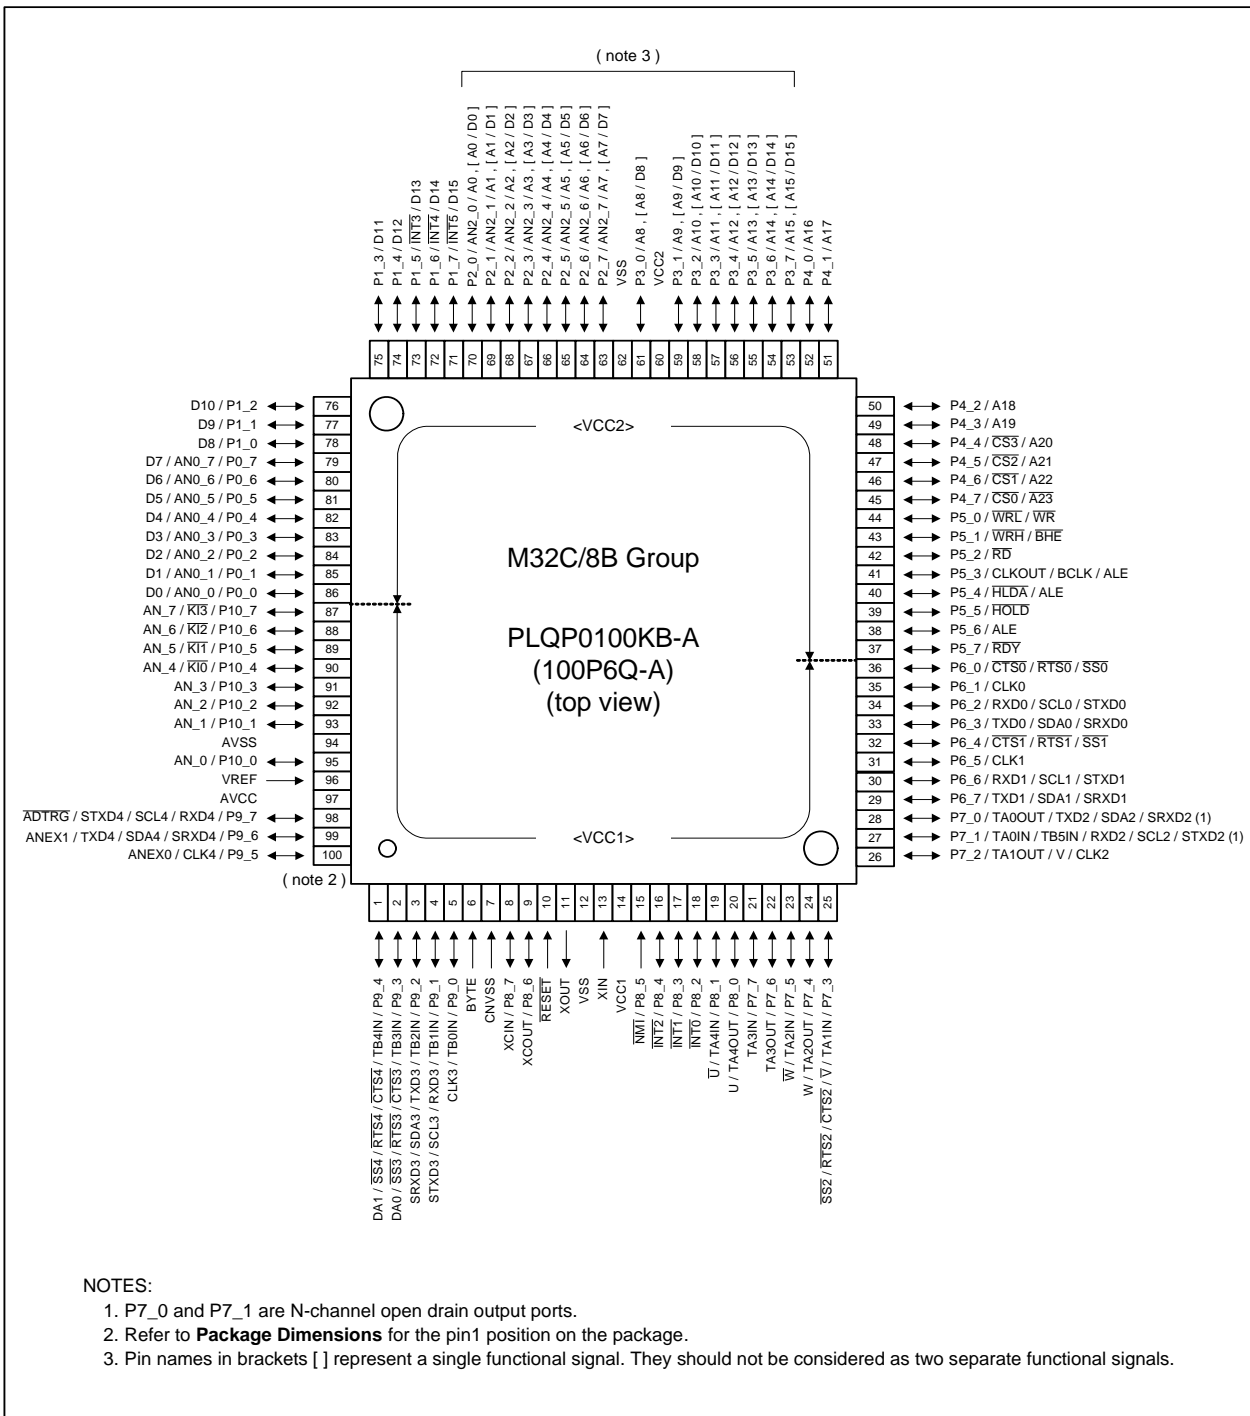 ( note 3 )
P1_3 / D11
P1_4 / D12
P1_5 / INT3 / D13
P1_6 / INT4 / D14
P1_7 / INT5 / D15
P2_0 / AN2_0 / A0 , [ A0 / D0 ]
P2_1 / AN2_1 / A1 , [ A1 / D1 ]
P2_2 / AN2_2 / A2 , [ A2 / D2 ]
P2_3 / AN2_3 / A3 , [ A3 / D3 ]
P2_4 / AN2_4 / A4 , [ A4 / D4 ]
P2_5 / AN2_5 / A5 , [ A5 / D5 ]
P2_6 / AN2_6 / A6 , [ A6 / D6 ]
P2_7 / AN2_7 / A7 , [ A7 / D7 ]
VSS
P3_0 / A8 , [ A8 / D8 ]
VCC2
P3_1 / A9 , [ A9 / D9 ]
P3_2 / A10 , [ A10 / D10 ]
P3_3 / A11 , [ A11 / D11 ]
P3_4 / A12 , [ A12 / D12 ]
P3_5 / A13 , [ A13 / D13 ]
P3_6 / A14 , [ A14 / D14 ]
P3_7 / A15 , [ A15 / D15 ]
P4_0 / A16
P4_1 / A17
75 74 73 72 71 70 69 68 67 66 65 64 63 62 61 60 59 58 57 56 55 54 53 52 51
D10 / P1_2 76
D9 / P1_1 77
D8 / P1_0 78
D7 / AN0_7 / P0_7 79
D6 / AN0_6 / P0_6 80
D5 / AN0_5 / P0_5 81
D4 / AN0_4 / P0_4 82
D3 / AN0_3 / P0_3 83
D2 / AN0_2 / P0_2 84
D1 / AN0_1 / P0_1 85
D0 / AN0_0 / P0_0 86
AN_7 / KI3 / P10_7 87
AN_6 / KI2 / P10_6 88
AN_5 / KI1 / P10_5 89
AN_4 / KI0 / P10_4 90
AN_3 / P10_3 91
AN_2 / P10_2 92
AN_1 / P10_1 93
AVSS 94
AN_0 / P10_0 95
VREF 96
AVCC 97
ADTRG / STXD4 / SCL4 / RXD4 / P9_7 98
ANEX1 / TXD4 / SDA4 / SRXD4 / P9_6 99
ANEX0 / CLK4 / P9_5 100
( note 2 )
<VCC2>
M32C/8B Group
PLQP0100KB-A
(100P6Q-A)
(top view)
<VCC1>
50 P4_2 / A18
49 P4_3 / A19
48 P4_4 / CS3 / A20
47 P4_5 / CS2 / A21
46 P4_6 / CS1 / A22
45 P4_7 / CS0 / A23
44 P5_0 / WRL / WR
43 P5_1 / WRH / BHE
42 P5_2 / RD
41 P5_3 / CLKOUT / BCLK / ALE
40 P5_4 / HLDA / ALE
39 P5_5 / HOLD
38 P5_6 / ALE
37 P5_7 / RDY
36 P6_0 / CTS0 / RTS0 / SS0
35 P6_1 / CLK0
34 P6_2 / RXD0 / SCL0 / STXD0
33 P6_3 / TXD0 / SDA0 / SRXD0
32 P6_4 / CTS1 / RTS1 / SS1
31 P6_5 / CLK1
30 P6_6 / RXD1 / SCL1 / STXD1
29 P6_7 / TXD1 / SDA1 / SRXD1
28 P7_0 / TA0OUT / TXD2 / SDA2 / SRXD2 (1)
27 P7_1 / TA0IN / TB5IN / RXD2 / SCL2 / STXD2 (1)
26 P7_2 / TA1OUT / V / CLK2
1 2 3 4 5 6 7 8 9 10 11 12 13 14 15 16 17 18 19 20 21 22 23 24 25
DA1 / SS4 / RTS4 / CTS4 / TB4IN / P9_4
DA0 / SS3 / RTS3 / CTS3 / TB3IN / P9_3
SRXD3 / SDA3 / TXD3 / TB2IN / P9_2
STXD3 / SCL3 / RXD3 / TB1IN / P9_1
CLK3 / TB0IN / P9_0
BYTE
CNVSS
XCIN / P8_7
XCOUT / P8_6
RESET
XOUT
VSS
XIN
VCC1
NMI / P8_5
INT2 / P8_4
INT1 / P8_3
INT0 / P8_2
U / TA4IN / P8_1
U / TA4OUT / P8_0
TA3IN / P7_7
TA3OUT / P7_6
W / TA2IN / P7_5
W / TA2OUT / P7_4
SS2 / RTS2 / CTS2 / V / TA1IN / P7_3
NOTES:
1. P7_0 and P7_1 are N-channel open drain output ports.
2. Refer to Package Dimensions for the pin1 position on the package.
3. Pin names in brackets [ ] represent a single functional signal. They should not be considered as two separate functional signals.